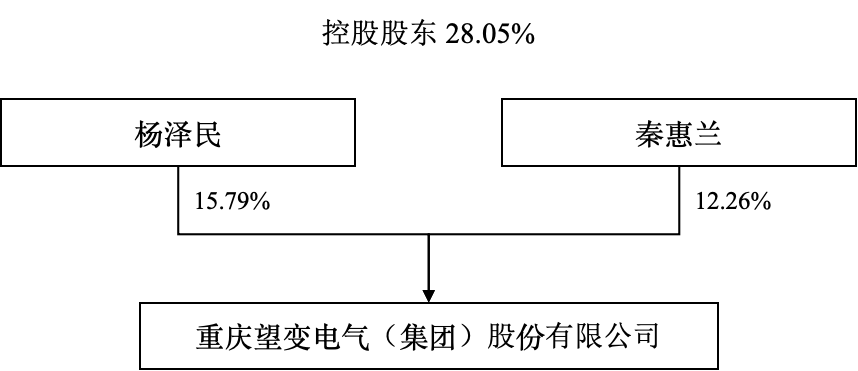 控股股东 28.05%
杨泽民
秦惠兰
15.79%
12.26%
重庆望变电气（集团）股份有限公司